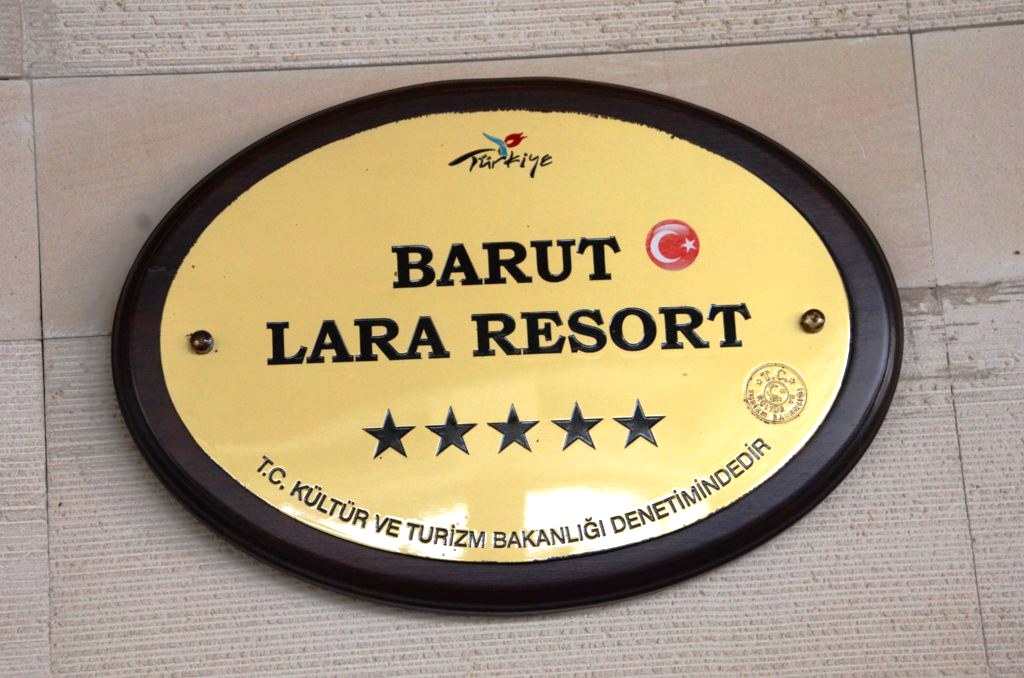 Türkiye
BARUT
LARA RESORT
T.C.
T.C. KÜLTÜR VE TURİZM BAKANLIĞI DENETİMİNDEDİR